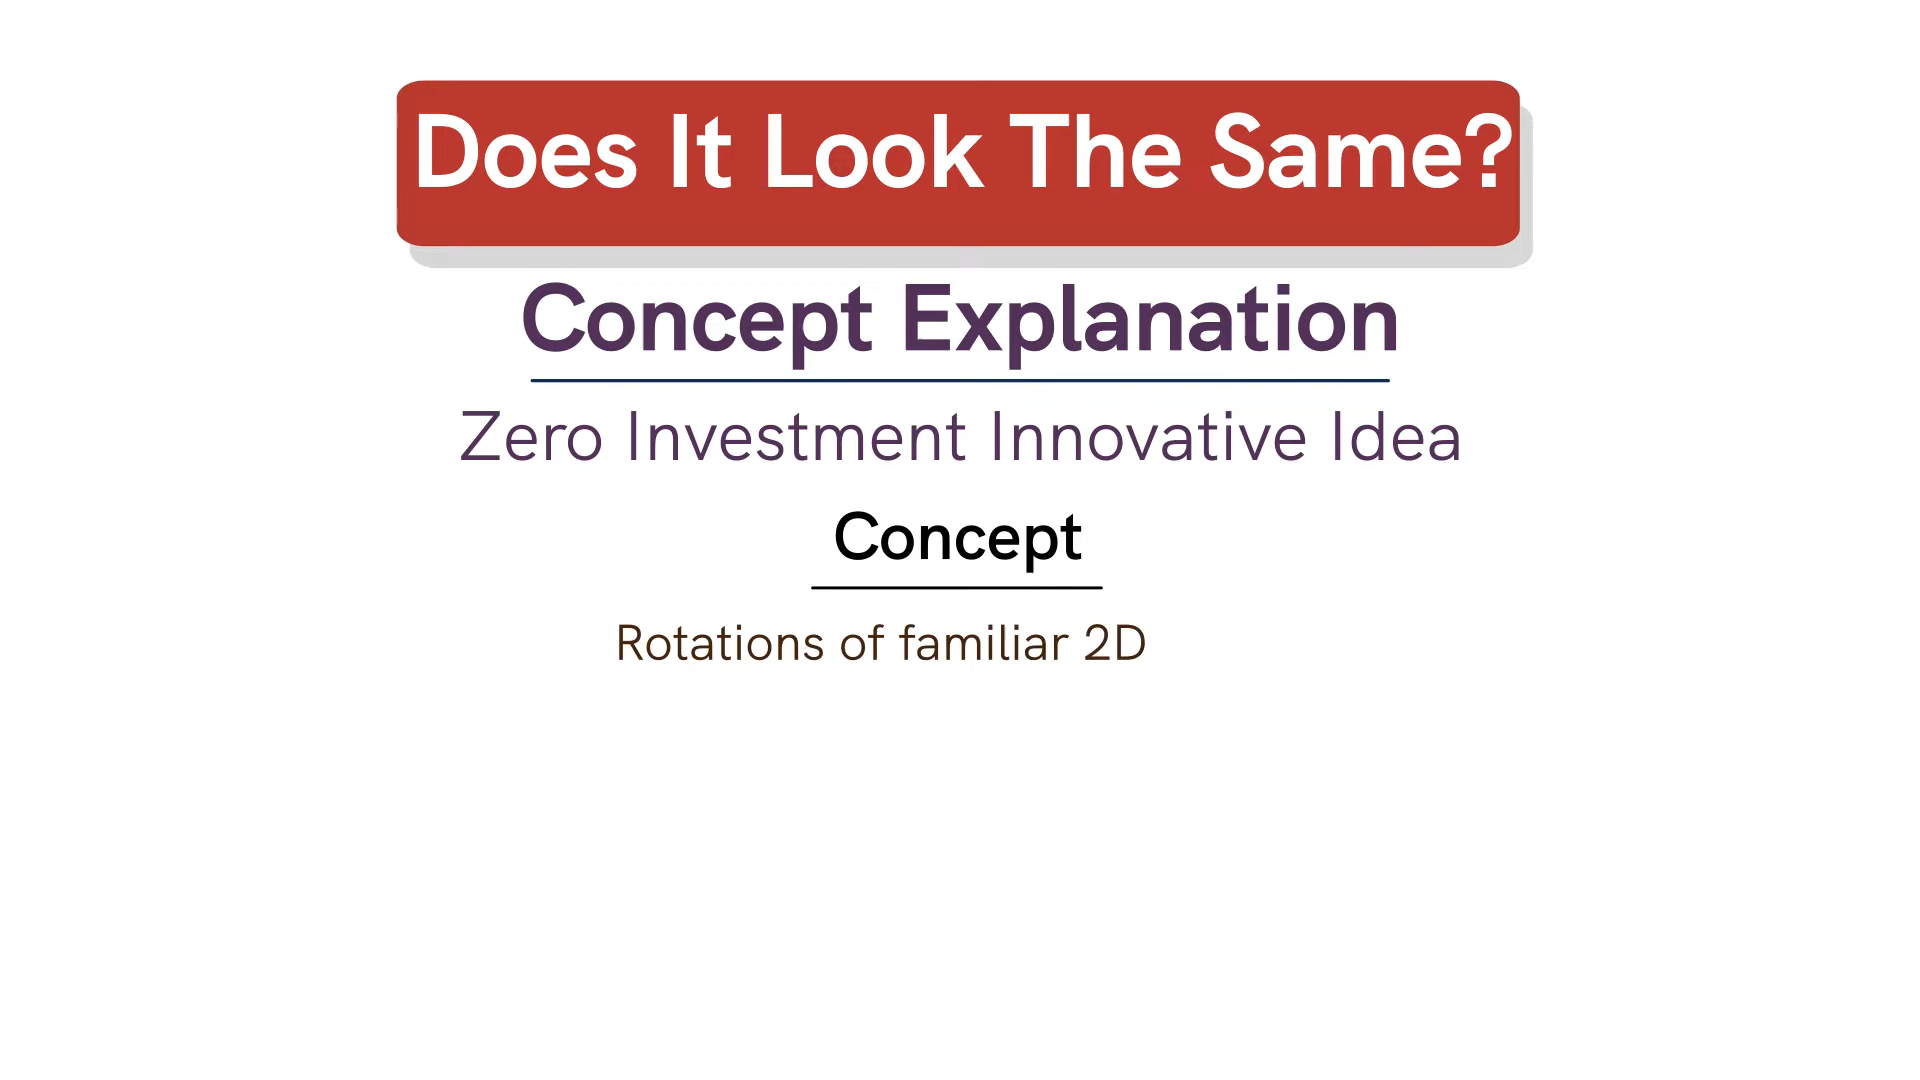 Does It Look The Same?
Concept Explanation
Zero Investment Innovative Idea
Concept
Rotations of familiar 2D